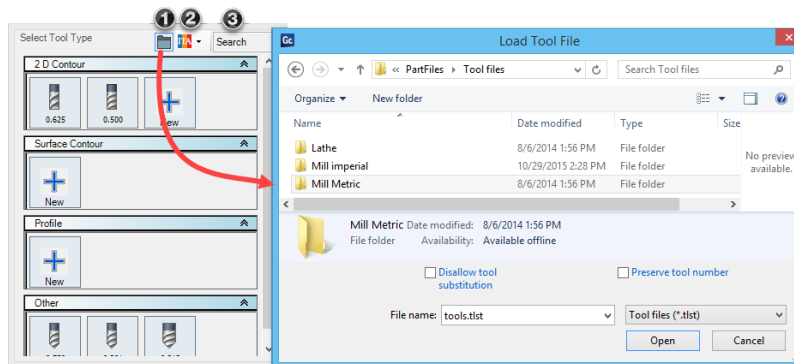 1 2 3
Select Tool Type
ITA
Search
2 D Contour
0.625
0.500
New
Surface Contour
New
Profile
New
Other
Gc
Load Tool File
« PartFiles Tool files
Search Tool files
Organize
New folder
Name Date modified Type Size
Lathe 8/6/2014 1:56 PM File folder
Mill imperial 10/29/2015 2:28 PM File folder
Mill Metric 8/6/2014 1:56 PM File folder
No preview
available.
Mill Metric Date modified: 8/6/2014 1:56 PM
File folder Availability: Available offline
Disallow tool
substitution
Preserve tool number
File name: tools.tlst
Tool files (*.tlst)
Open
Cancel